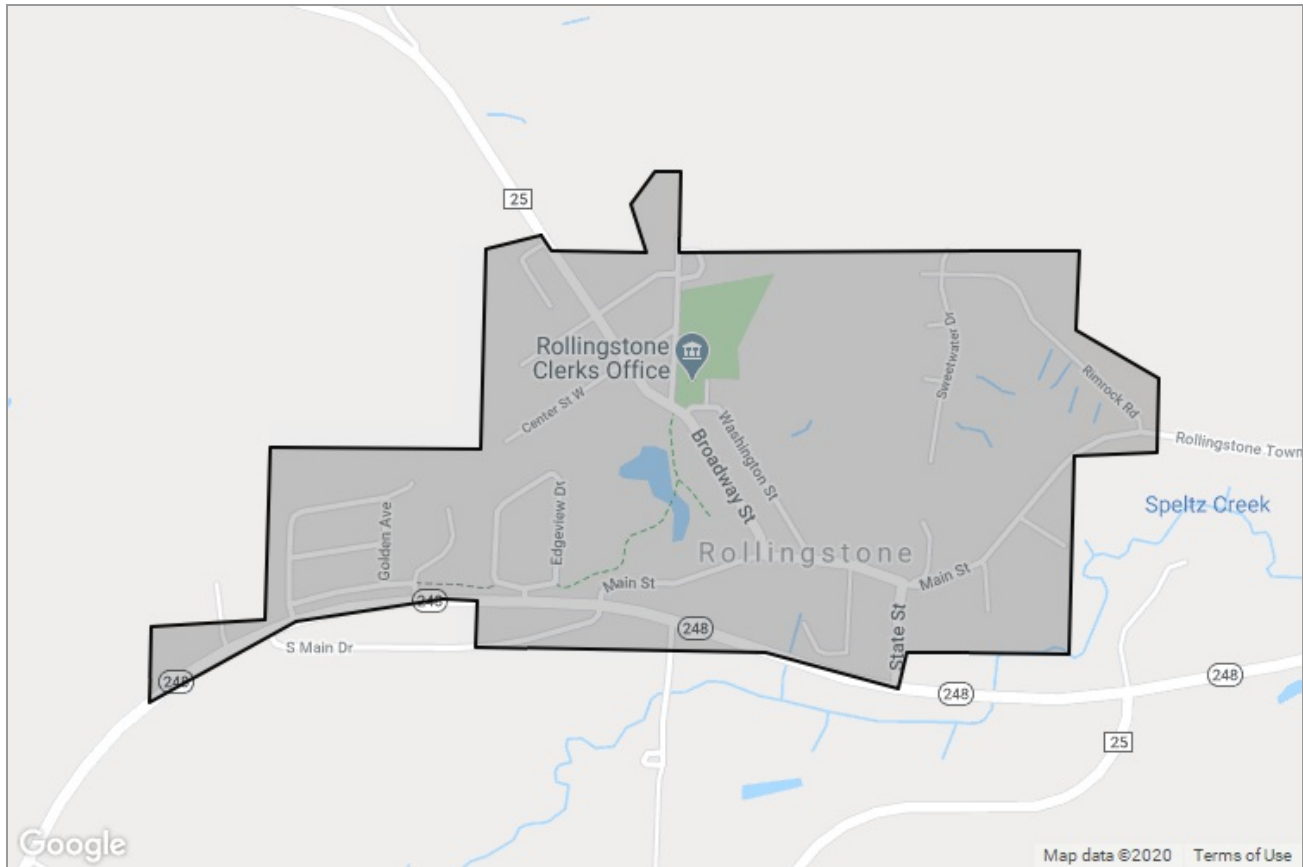 25
Rollingstone
Clerks Office
Center St W
Sweetwater Dr
Rimrock Rd
Rollingstone Town
Washington St
Broadway St
Golden Ave
Edgeview Dr
Speltz Creek
Rollingstone
Main St
Main St
248
248
State St
S Main Dr
248
248
248
25
Google
Map data ©2020
Terms of Use